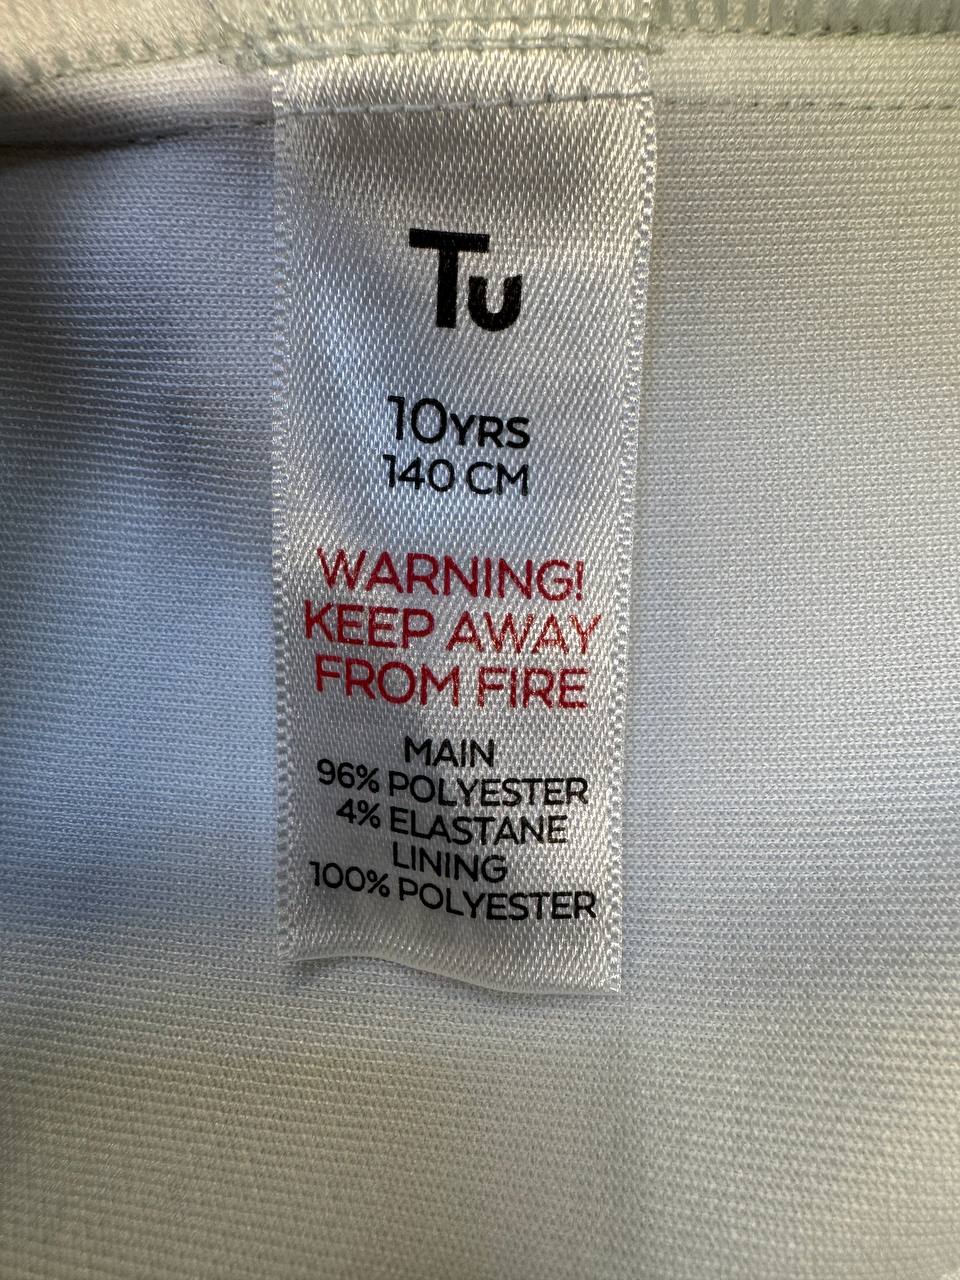 Tu
10YRS
140 CM
WARNING!
KEEP AWAY
FROM FIRE
MAIN
96% POLYESTER
4% ELASTANE
LINING
100% POLYESTER